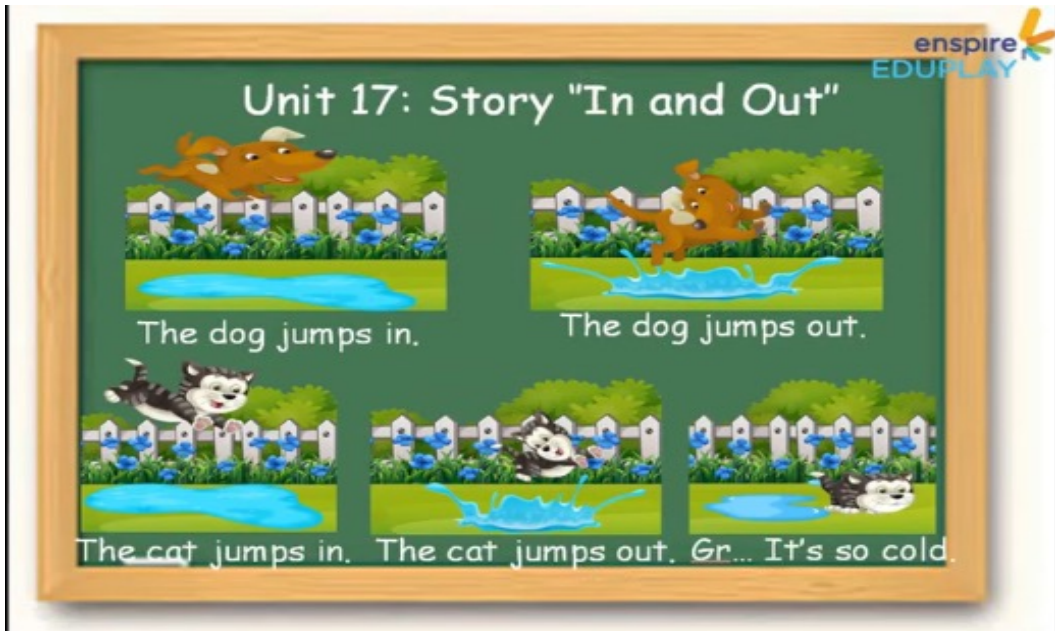 enspire
EDUPLAY
Unit 17: Story "In and Out"
The dog jumps in.
The dog jumps out.
The cat jumps in.
The cat jumps out.
Gr... It's so cold.